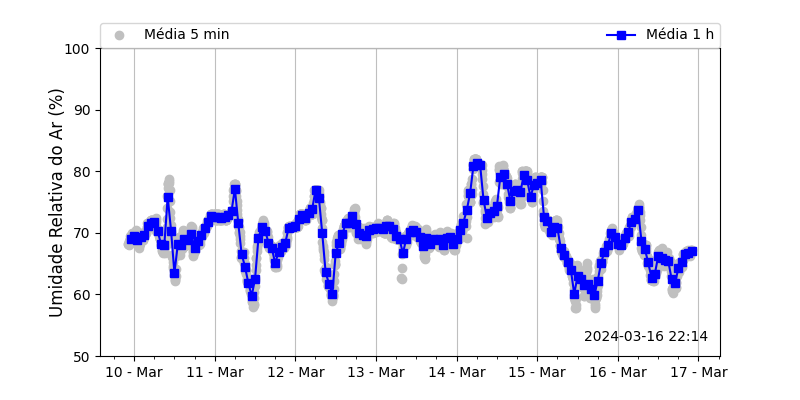 Média 5 min
Média 1 h
Umidade Relativa do Ar (%)
100
90
80
70
60
50
2024-03-16 22:14
10 - Mar
11 - Mar
12 - Mar
13 - Mar
14 - Mar
15 - Mar
16 - Mar
17 - Mar